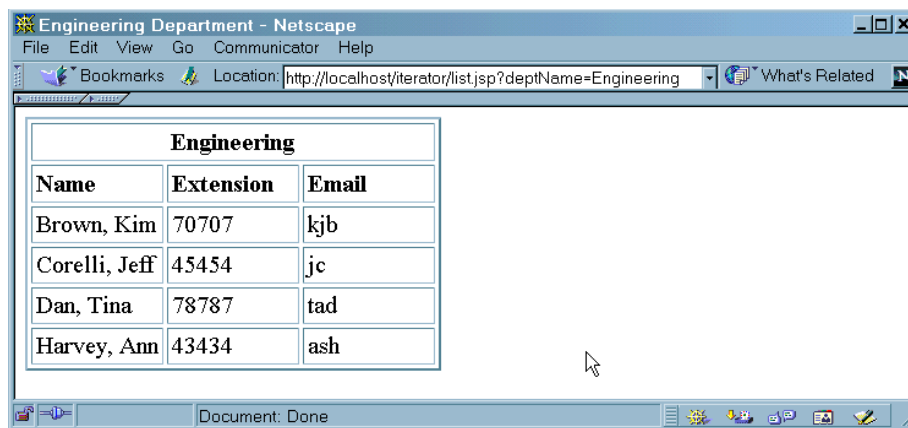 Engineering Department - Netscape
File Edit View Go Communicator Help
Bookmarks Location: http://localhost/iterator/list.jsp?deptName=Engineering What's Related N
Engineering
Name Extension Email
Brown, Kim 70707 kjb
Corelli, Jeff 45454 jc
Dan, Tina 78787 tad
Harvey, Ann 43434 ash
Document: Done